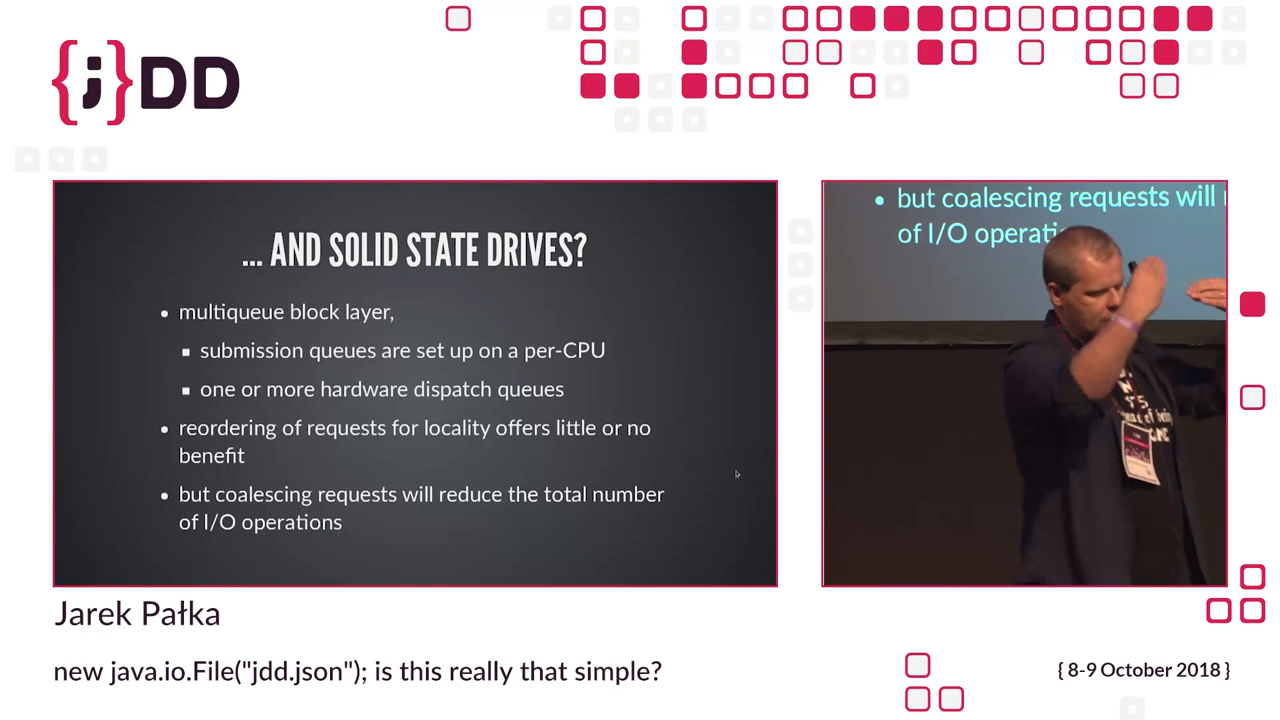 {j}DD
... AND SOLID STATE DRIVES?
• multiqueue block layer,
▪ submission queues are set up on a per-CPU
▪ one or more hardware dispatch queues
• reordering of requests for locality offers little or no
benefit
• but coalescing requests will reduce the total number
of I/O operations
• but coalescing requests will
of I/O
Jarek Pałka
new java.io.File("jdd.json"); is this really that simple?
{ 8-9 October 2018 }